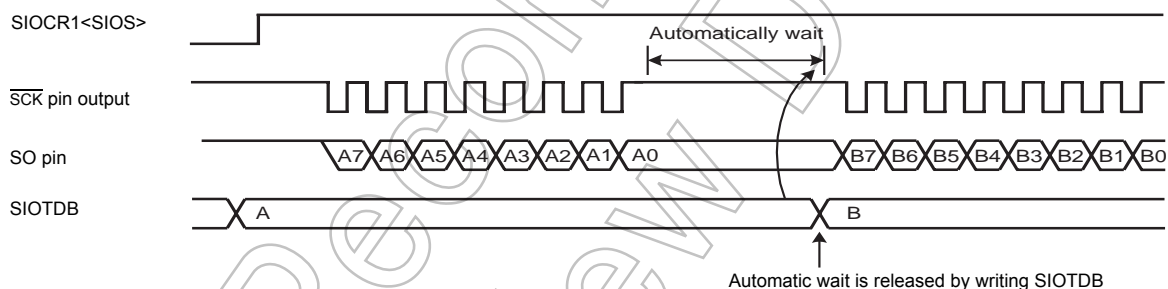 SIOCR1<SIOS>
Automatically wait
SCK pin output
SO pin
A7 A6 A5 A4 A3 A2 A1 A0 B7 B6 B5 B4 B3 B2 B1 B0
SIOTDB
A B
Automatic wait is released by writing SIOTDB